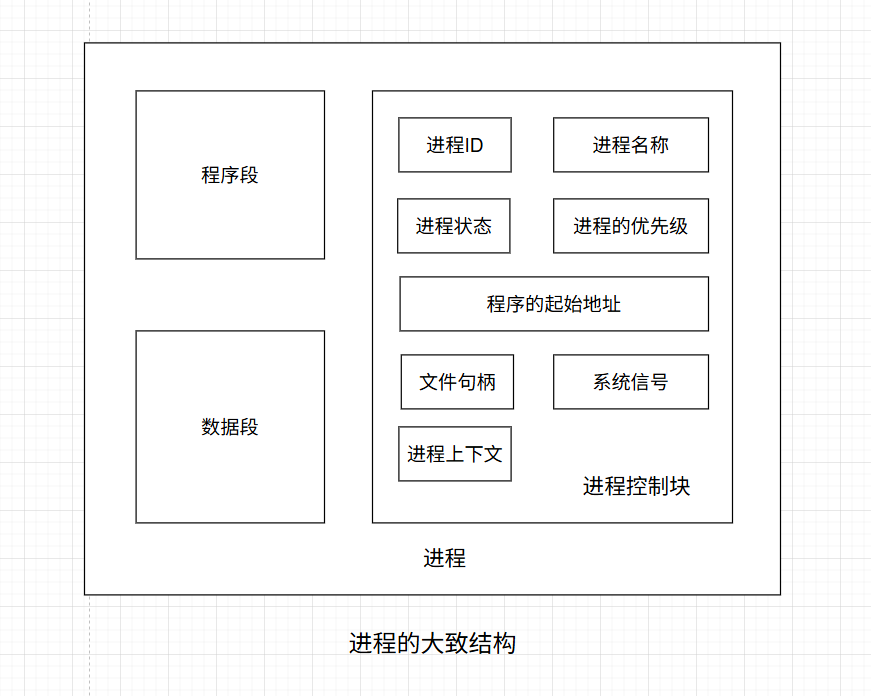 程序段
进程ID
进程名称
进程状态
进程的优先级
程序的起始地址
数据段
文件句柄
系统信号
进程上下文
进程控制块
进程
进程的大致结构